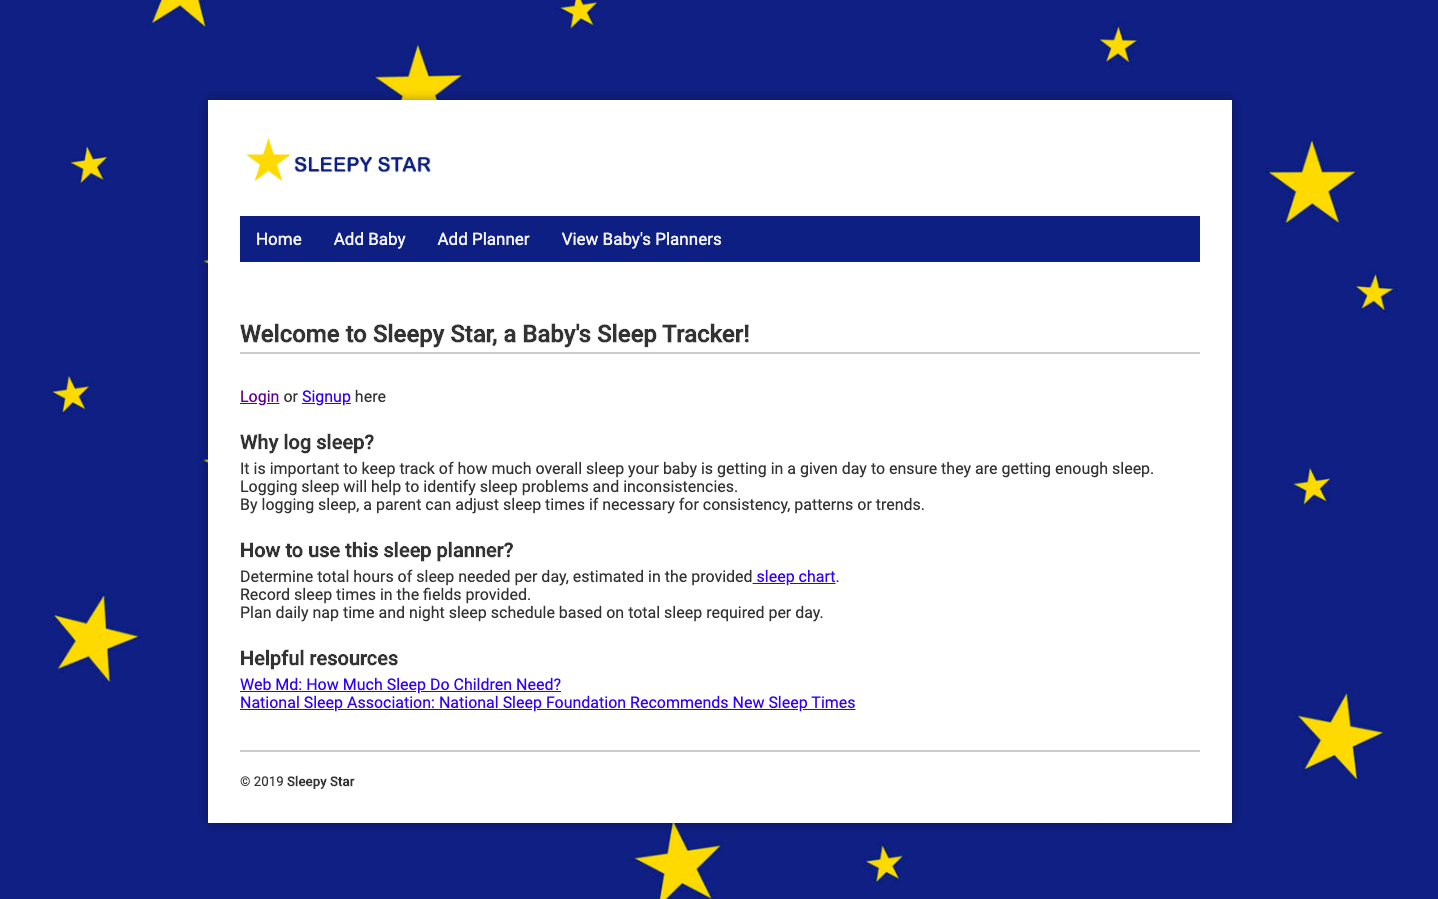 SLEEPY STAR
Home Add Baby Add Planner View Baby's Planners
Welcome to Sleepy Star, a Baby's Sleep Tracker!
Login or Signup here
Why log sleep?
It is important to keep track of how much overall sleep your baby is getting in a given day to ensure they are getting enough sleep.
Logging sleep will help to identify sleep problems and inconsistencies.
By logging sleep, a parent can adjust sleep times if necessary for consistency, patterns or trends.
How to use this sleep planner?
Determine total hours of sleep needed per day, estimated in the provided sleep chart.
Record sleep times in the fields provided.
Plan daily nap time and night sleep schedule based on total sleep required per day.
Helpful resources
Web Md: How Much Sleep Do Children Need?
National Sleep Association: National Sleep Foundation Recommends New Sleep Times
© 2019 Sleepy Star